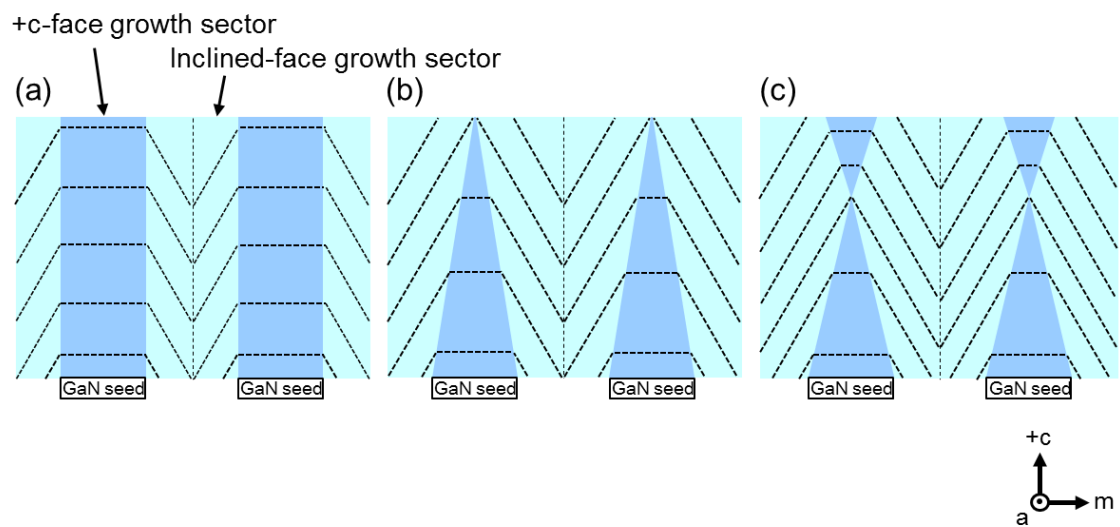 +c-face growth sector
Inclined-face growth sector
(a)
(b)
(c)
GaN seed
GaN seed
GaN seed
GaN seed
GaN seed
GaN seed
+c
a
m